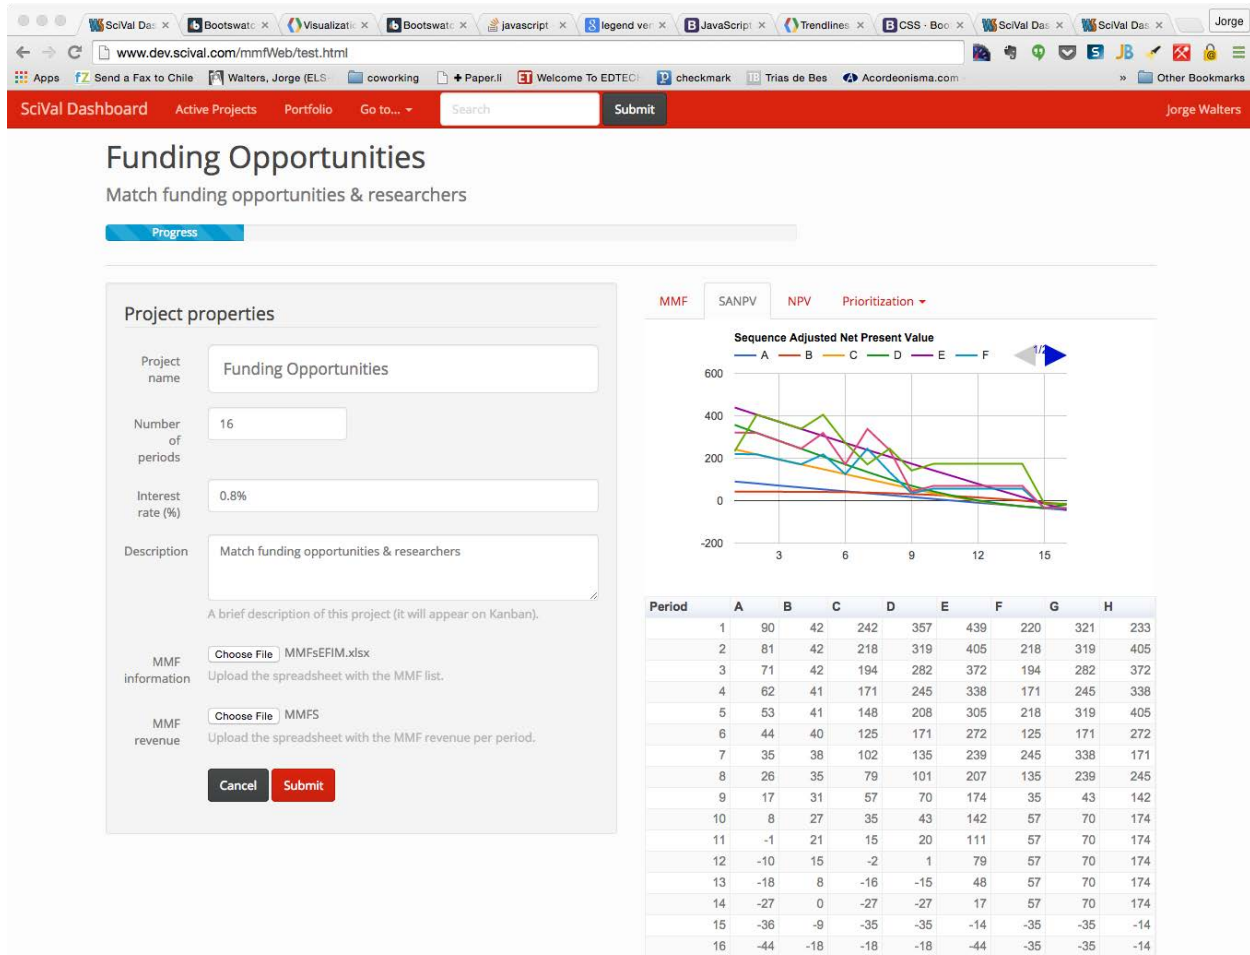 SciVal Das
Bootswatc
Visualizatic
Bootswatc
javascript
legend ver
JavaScript
Trendlines
CSS · Boo
SciVal Das
SciVal Das
Jorge
www.dev.scival.com/mmfWeb/test.html
Apps
Send a Fax to Chile
Walters, Jorge (ELS-
coworking
+ Paper.li
Welcome To EDTECH
checkmark
Trias de Bes
Acordeonisma.com
»
Other Bookmarks
SciVal Dashboard Active Projects Portfolio Go to... Search Submit Jorge Walters
Funding Opportunities
Match funding opportunities & researchers
Progress
Project properties
Project name
Funding Opportunities
Number of periods
16
Interest rate (%)
0.8%
Description
Match funding opportunities & researchers
A brief description of this project (it will appear on Kanban).
MMF information
Choose File MMFsEFIM.xlsx
Upload the spreadsheet with the MMF list.
MMF revenue
Choose File MMFS
Upload the spreadsheet with the MMF revenue per period.
Cancel Submit
MMF SANPV NPV Prioritization
Sequence Adjusted Net Present Value
A B C D E F 1/2
600
400
200
0
-200
3 6 9 12 15
Period A B C D E F G H
1 90 42 242 357 439 220 321 233
2 81 42 218 319 405 218 319 405
3 71 42 194 282 372 194 282 372
4 62 41 171 245 338 171 245 338
5 53 41 148 208 305 218 319 405
6 44 40 125 171 272 125 171 272
7 35 38 102 135 239 245 338 171
8 26 35 79 101 207 135 239 245
9 17 31 57 70 174 35 43 142
10 8 27 35 43 142 57 70 174
11 -1 21 15 20 111 57 70 174
12 -10 15 -2 1 79 57 70 174
13 -18 8 -16 -15 48 57 70 174
14 -27 0 -27 -27 17 57 70 174
15 -36 -9 -35 -35 -14 -35 -35 -14
16 -44 -18 -18 -18 -44 -35 -35 -14